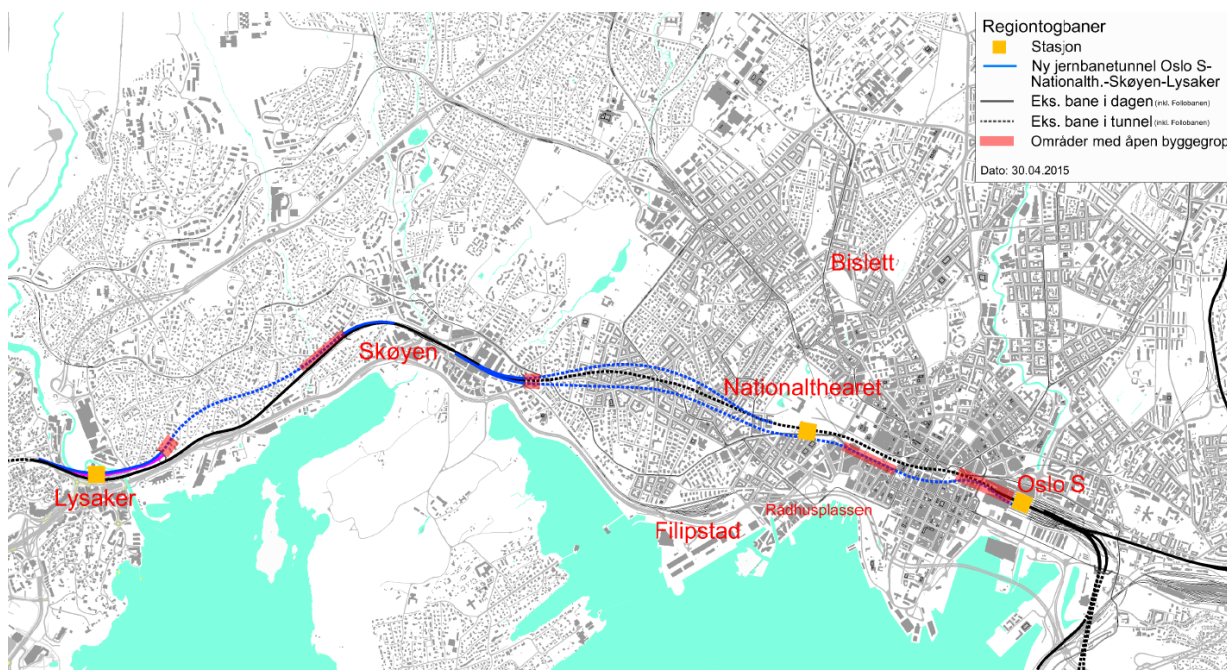 Regiontogbaner
Stasjon
Ny jernbanetunnel Oslo S-
Nationalth.-Skøyen-Lysaker
Eks. bane i dagen (inkl. Follobanen)
Eks. bane i tunnel (inkl. Follobanen)
Områder med åpen byggegrop
Dato: 30.04.2015
Bislett
Skøyen
Nationalthearet
Lysaker
Oslo S
Rådhusplassen
Filipstad